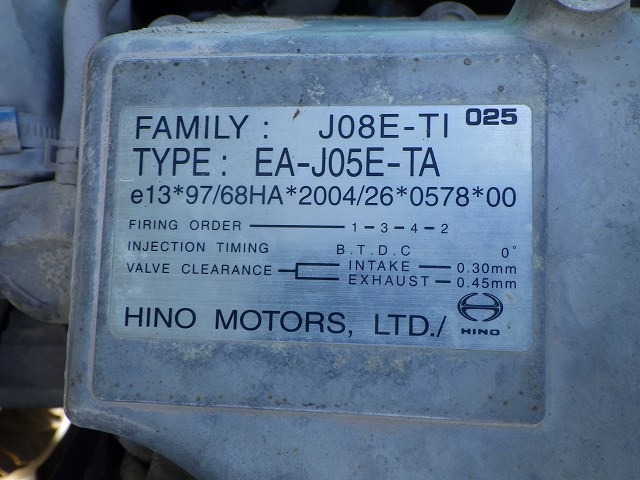 FAMILY : J08E-TI 025
TYPE : EA-J05E-TA
e13*97/68HA*2004/26*0578*00
FIRING ORDER 1-3-4-2
INJECTION TIMING B.T.D.C 0°
VALVE CLEARANCE INTAKE 0.30mm
EXHAUST 0.45mm
HINO MOTORS, LTD./ HINO